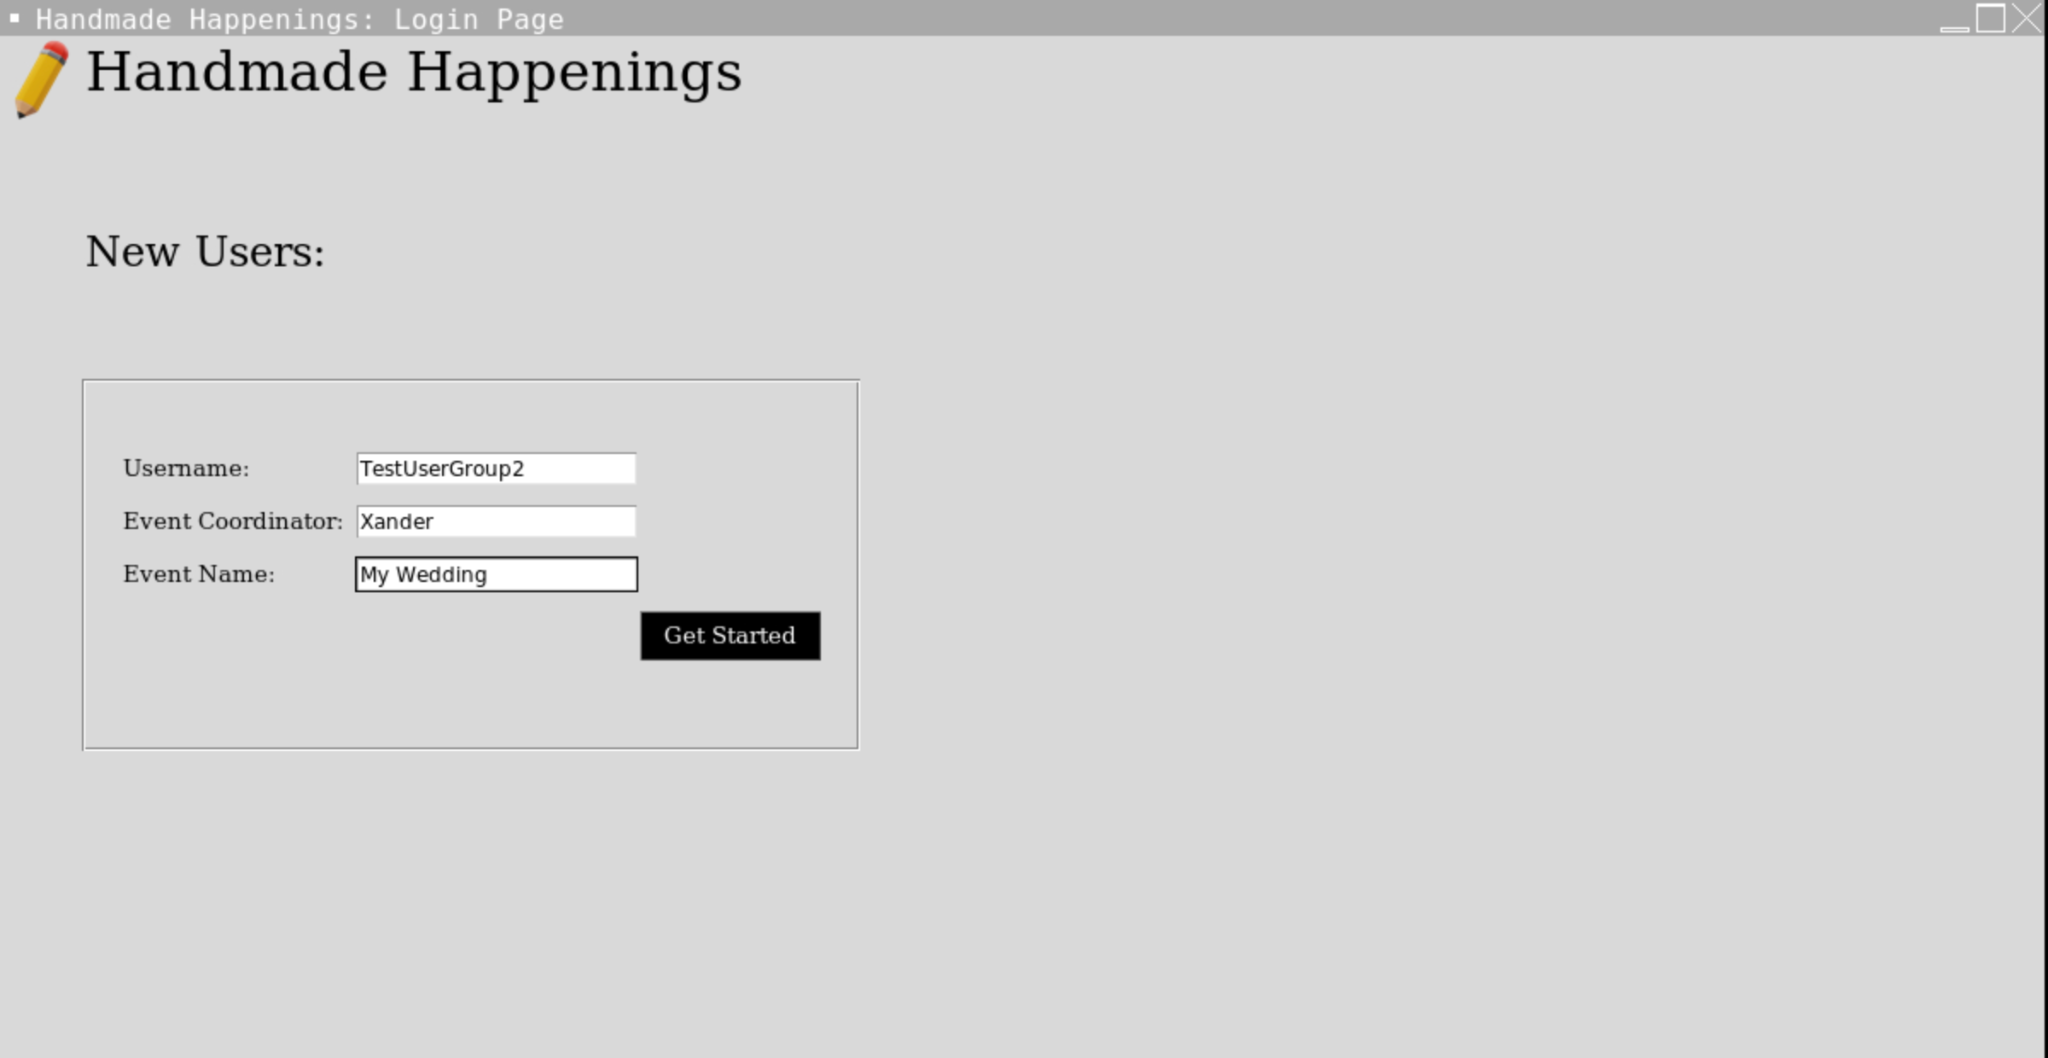 Handmade Happenings: Login Page
Handmade Happenings
New Users:
Username: TestUserGroup2
Event Coordinator: Xander
Event Name: My Wedding
Get Started